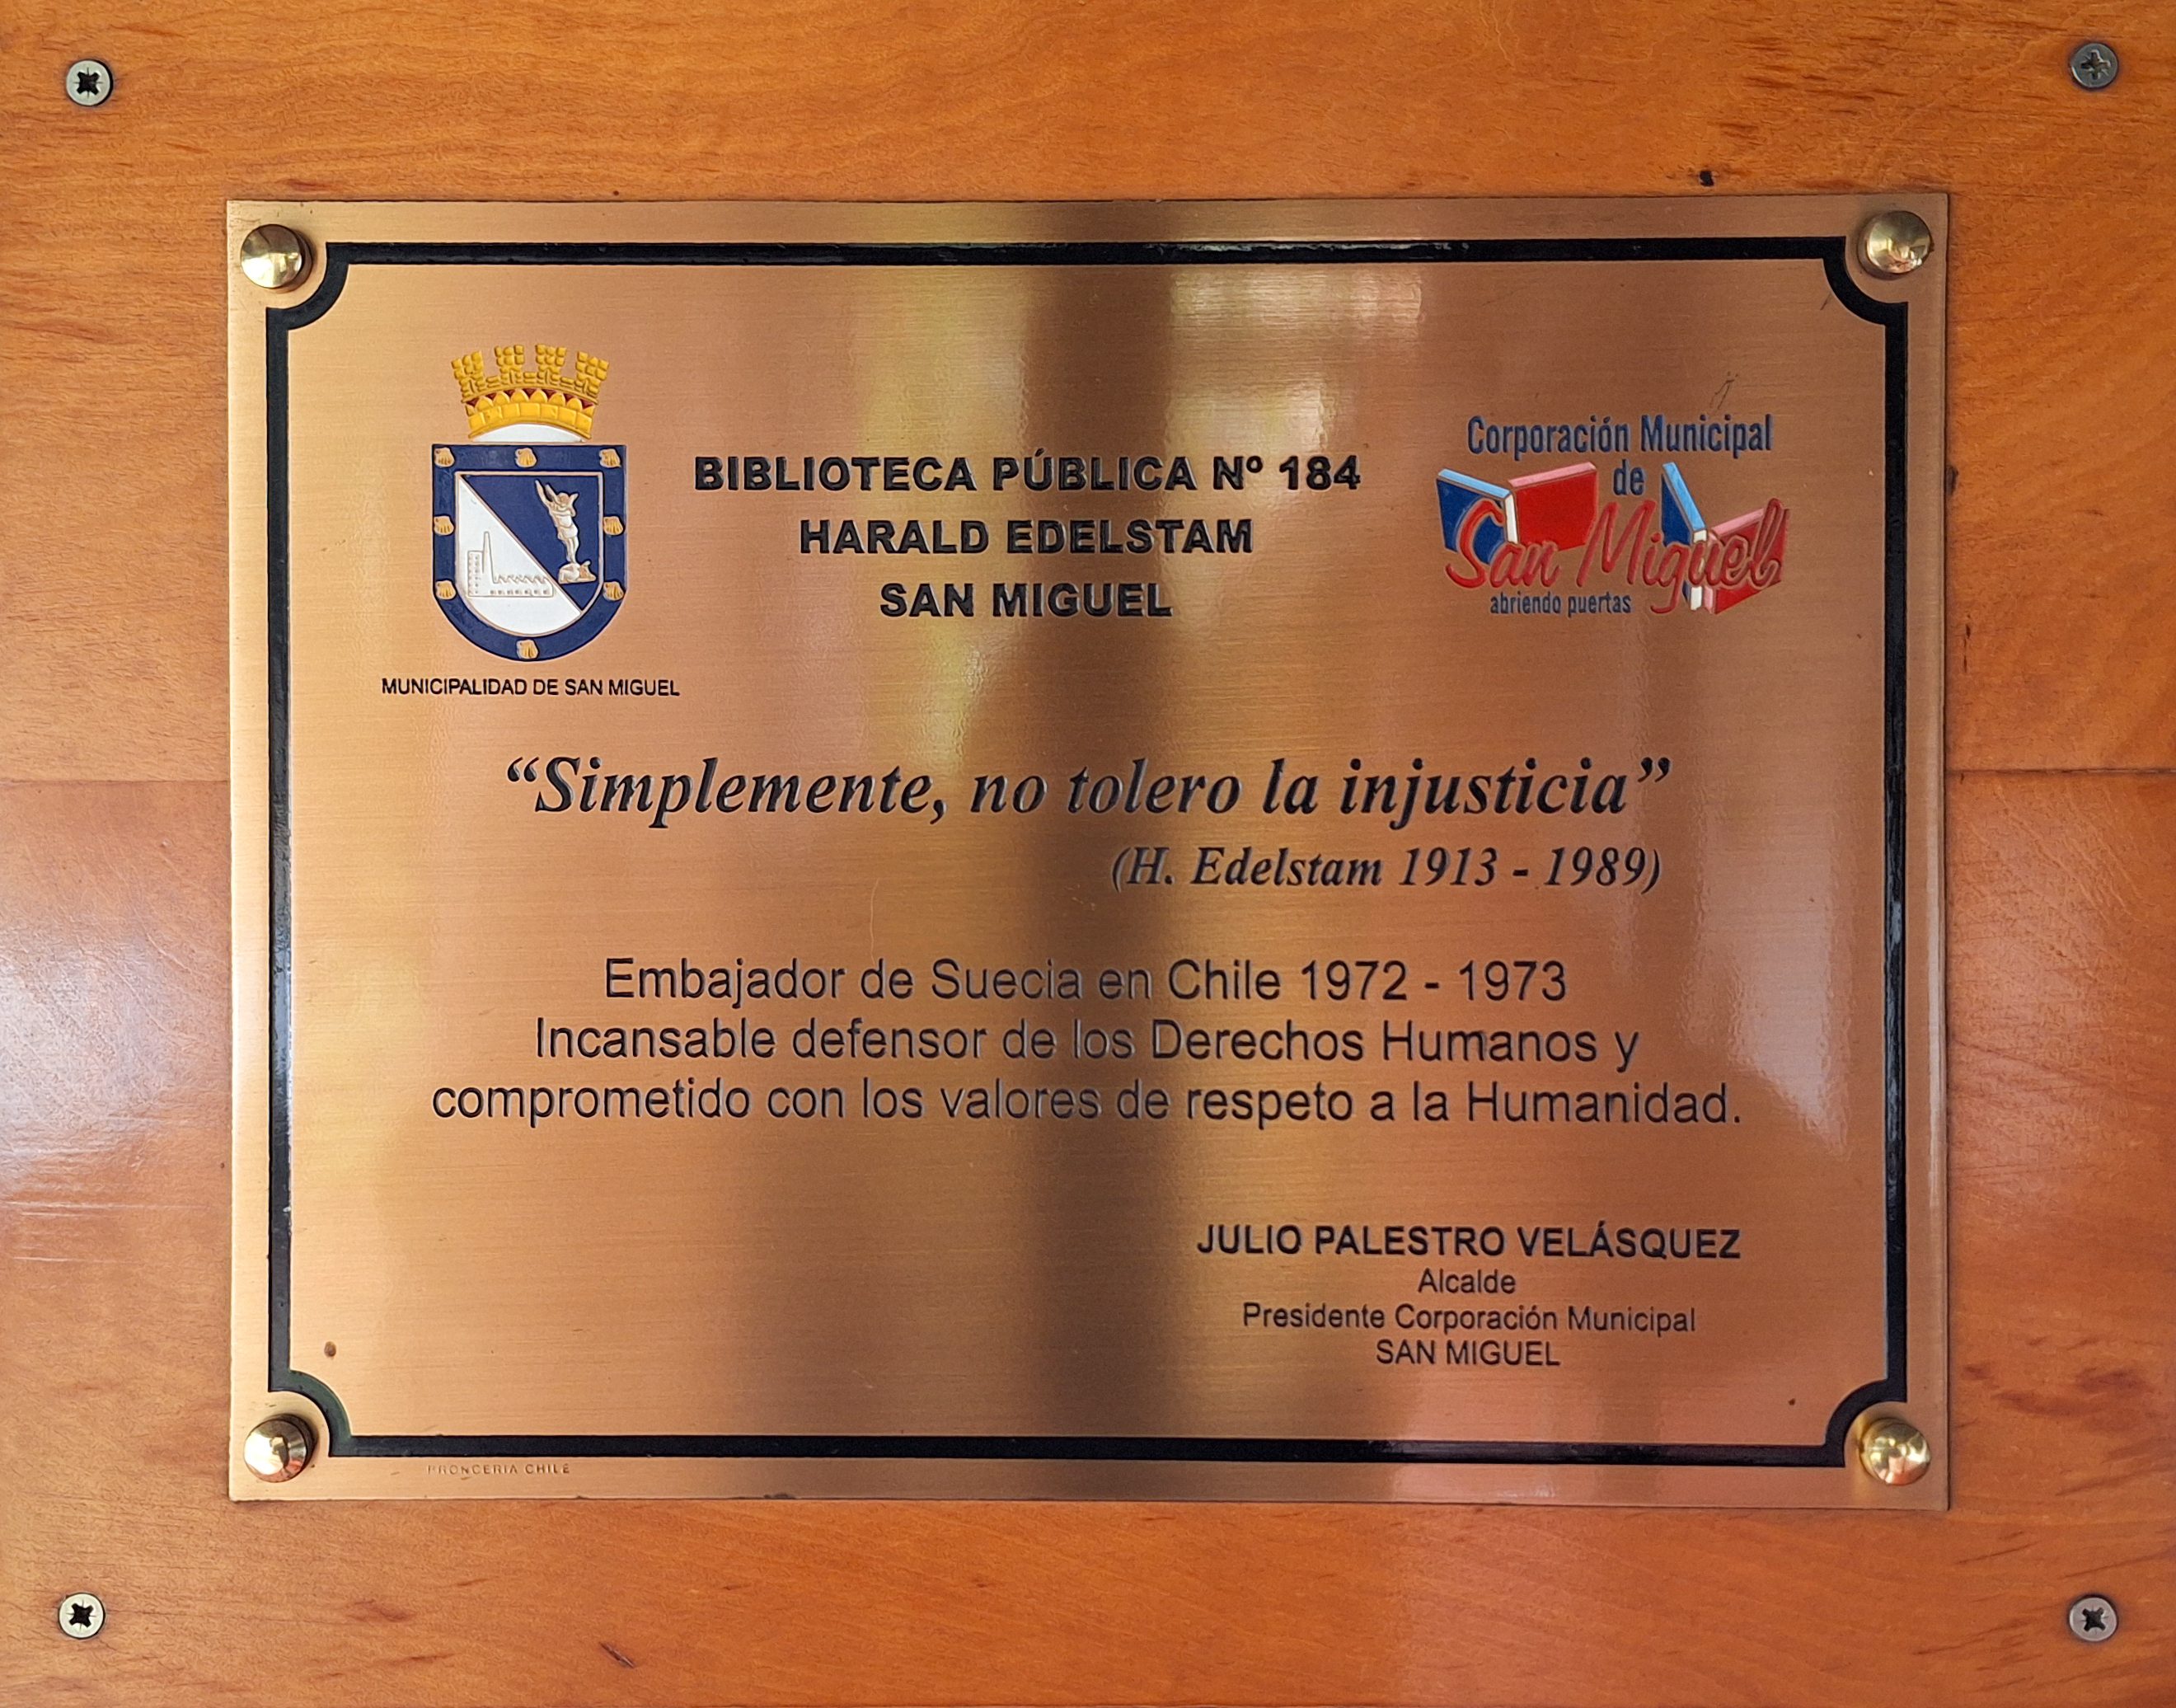 BIBLIOTECA PÚBLICA Nº 184
HARALD EDELSTAM
SAN MIGUEL
MUNICIPALIDAD DE SAN MIGUEL
Corporación Municipal
de
San Miguel
abriendo puertas
“Simplemente, no tolero la injusticia”
(H. Edelstam 1913 - 1989)
Embajador de Suecia en Chile 1972 - 1973
Incansable defensor de los Derechos Humanos y
comprometido con los valores de respeto a la Humanidad.
JULIO PALESTRO VELÁSQUEZ
Alcalde
Presidente Corporación Municipal
SAN MIGUEL
CHILE